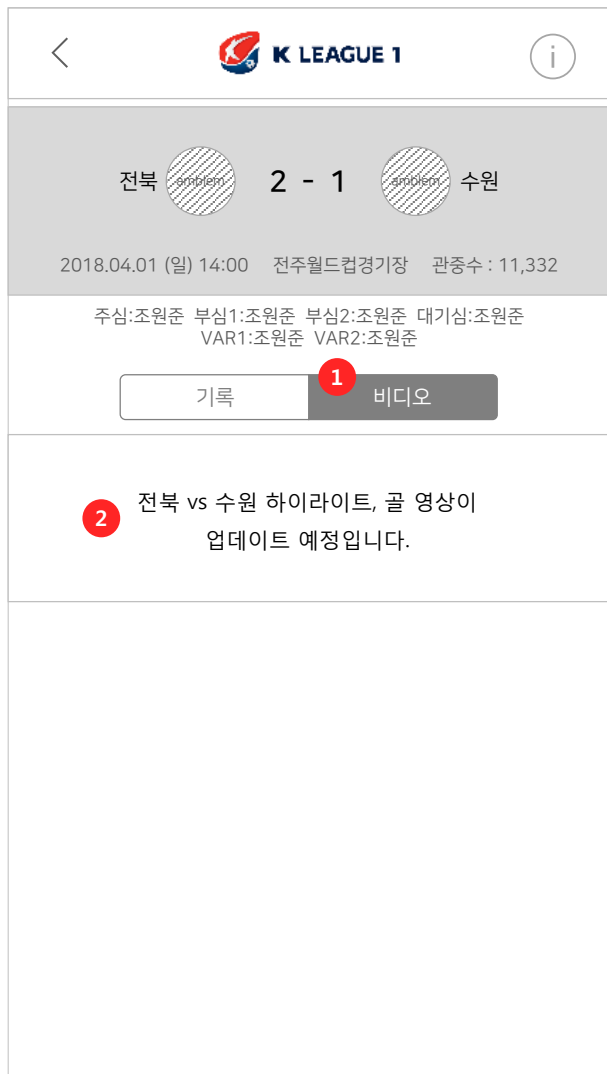 K LEAGUE 1
i
전북 emblem 2 - 1 emblem 수원
2018.04.01 (일) 14:00 전주월드컵경기장 관중수 : 11,332
주심:조원준 부심1:조원준 부심2:조원준 대기심:조원준
VAR1:조원준 VAR2:조원준
기록 1 비디오
전북 vs 수원 하이라이트, 골 영상이
2
업데이트 예정입니다.